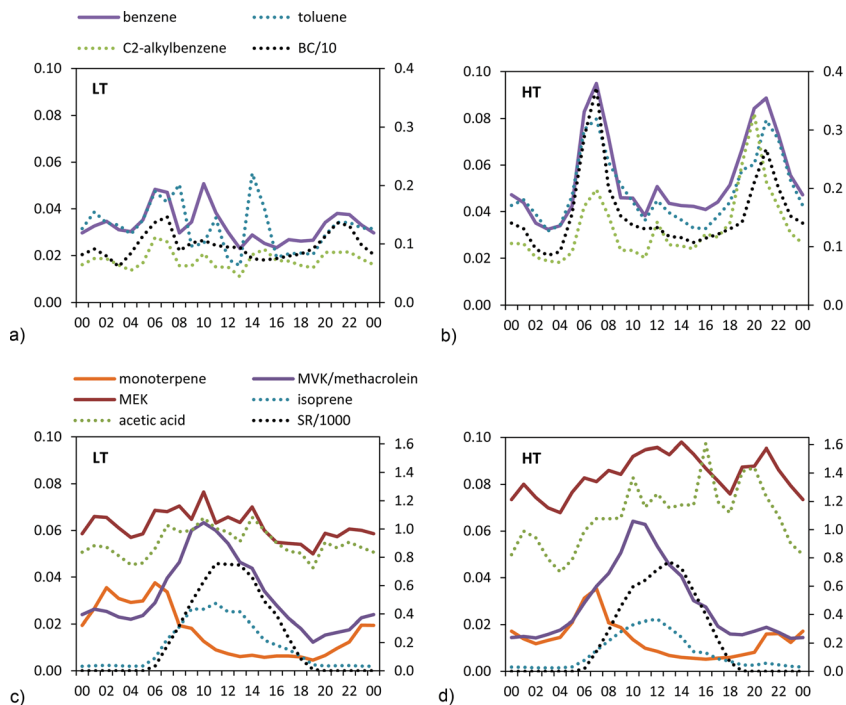 benzene toluene
C2-alkylbenzene BC/10
0.10 0.4
LT
0.08
0.3
0.06
0.2
0.04
0.1
0.02
0.00 0.0
00 02 04 06 08 10 12 14 16 18 20 22 00
a)
0.10 0.4
HT
0.08
0.3
0.06
0.2
0.04
0.1
0.02
0.00 0.0
00 02 04 06 08 10 12 14 16 18 20 22 00
b)
monoterpene MVK/methacrolein
MEK isoprene
acetic acid SR/1000
0.10 1.6
LT
1.4
0.08
1.2
0.06 1.0
0.8
0.04 0.6
0.4
0.02
0.2
0.00 0.0
00 02 04 06 08 10 12 14 16 18 20 22 00
c)
0.10 1.6
HT
1.4
0.08
1.2
0.06 1.0
0.8
0.04 0.6
0.4
0.02
0.2
0.00 0.0
00 02 04 06 08 10 12 14 16 18 20 22 00
d)